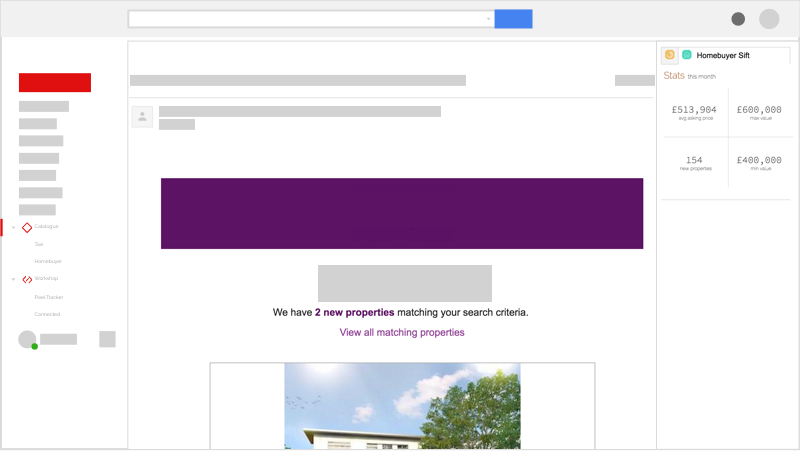 Homebuyer Sift
Stats this month
£513,904
avg asking price
£600,000
max value
154
new properties
£400,000
min value
Catalogue
Tue
Homebuyer
Workshop
Pixel Tracker
Connected
We have 2 new properties matching your search criteria.
View all matching properties